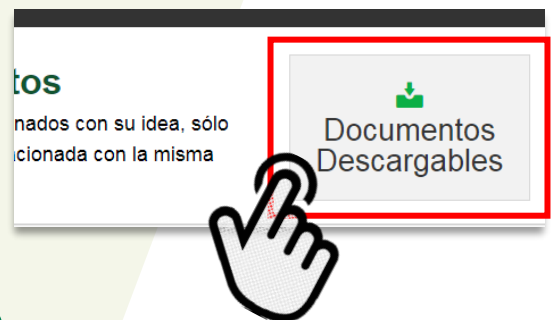 tos
nados con su idea, sólo
cionada con la misma
Documentos
Descargables